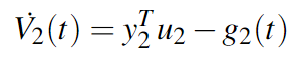 V̇₂(t) = y₂ᵀu₂ − g₂(t)